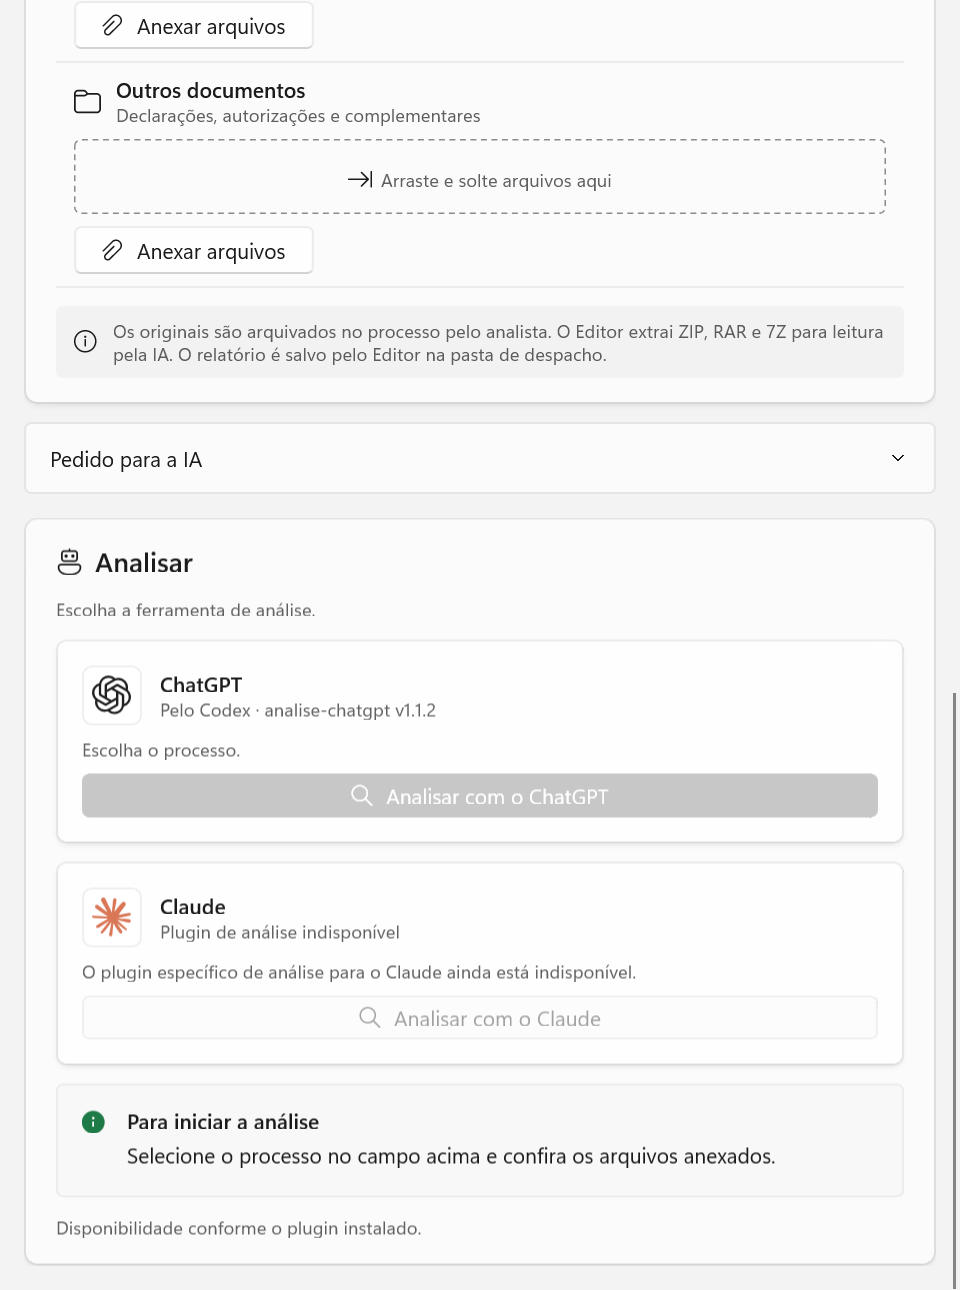 Anexar arquivos
Outros documentos
Declarações, autorizações e complementares
Arraste e solte arquivos aqui
Anexar arquivos
Os originais são arquivados no processo pelo analista. O Editor extrai ZIP, RAR e 7Z para leitura
pela IA. O relatório é salvo pelo Editor na pasta de despacho.
Pedido para a IA
Analisar
Escolha a ferramenta de análise.
ChatGPT
Pelo Codex · analise-chatgpt v1.1.2
Escolha o processo.
Analisar com o ChatGPT
Claude
Plugin de análise indisponível
O plugin específico de análise para o Claude ainda está indisponível.
Analisar com o Claude
Para iniciar a análise
Selecione o processo no campo acima e confira os arquivos anexados.
Disponibilidade conforme o plugin instalado.